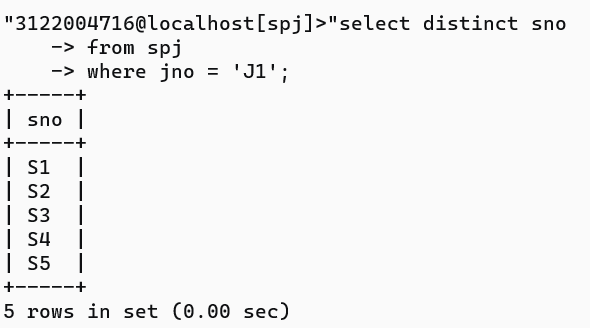 "3122004716@localhost[spj]>"select distinct sno
    -> from spj
    -> where jno = 'J1';
+-----+
| sno |
+-----+
| S1  |
| S2  |
| S3  |
| S4  |
| S5  |
+-----+
5 rows in set (0.00 sec)